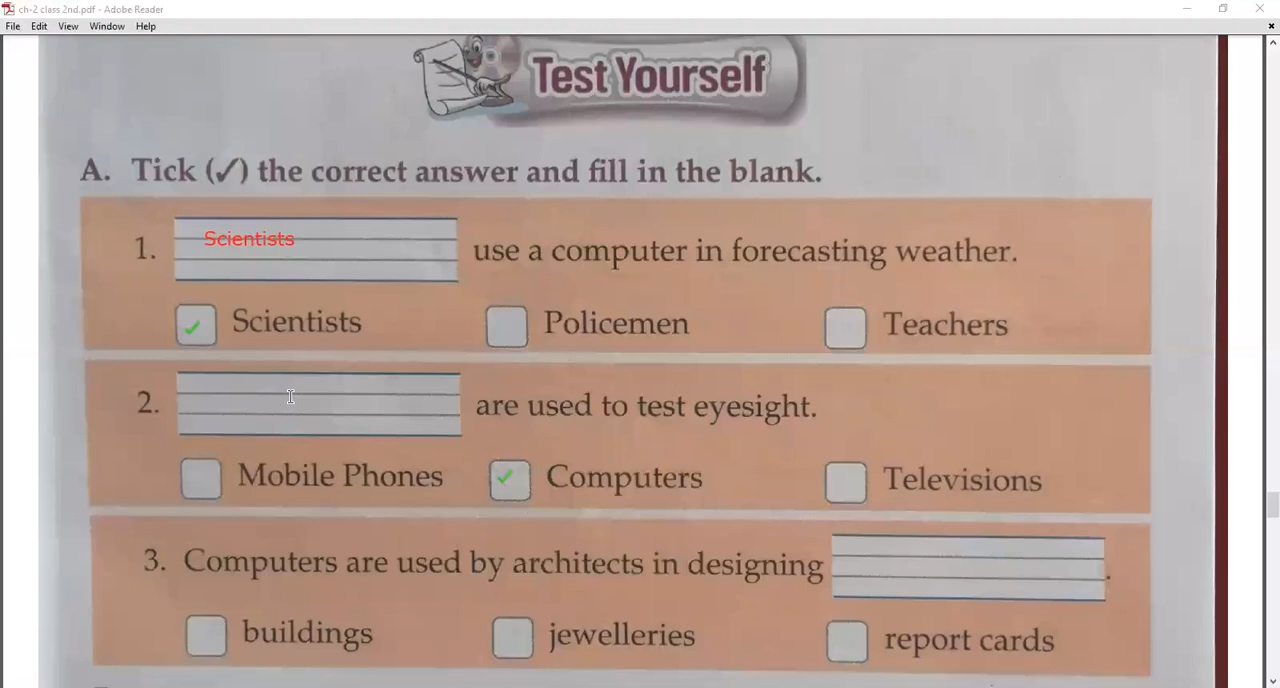 ch-2 class 2nd.pdf - Adobe Reader
File Edit View Window Help
Test Yourself
A. Tick (✓) the correct answer and fill in the blank.
1. Scientists use a computer in forecasting weather.
✓ Scientists Policemen Teachers
2. are used to test eyesight.
Mobile Phones ✓ Computers Televisions
3. Computers are used by architects in designing .
buildings jewelleries report cards